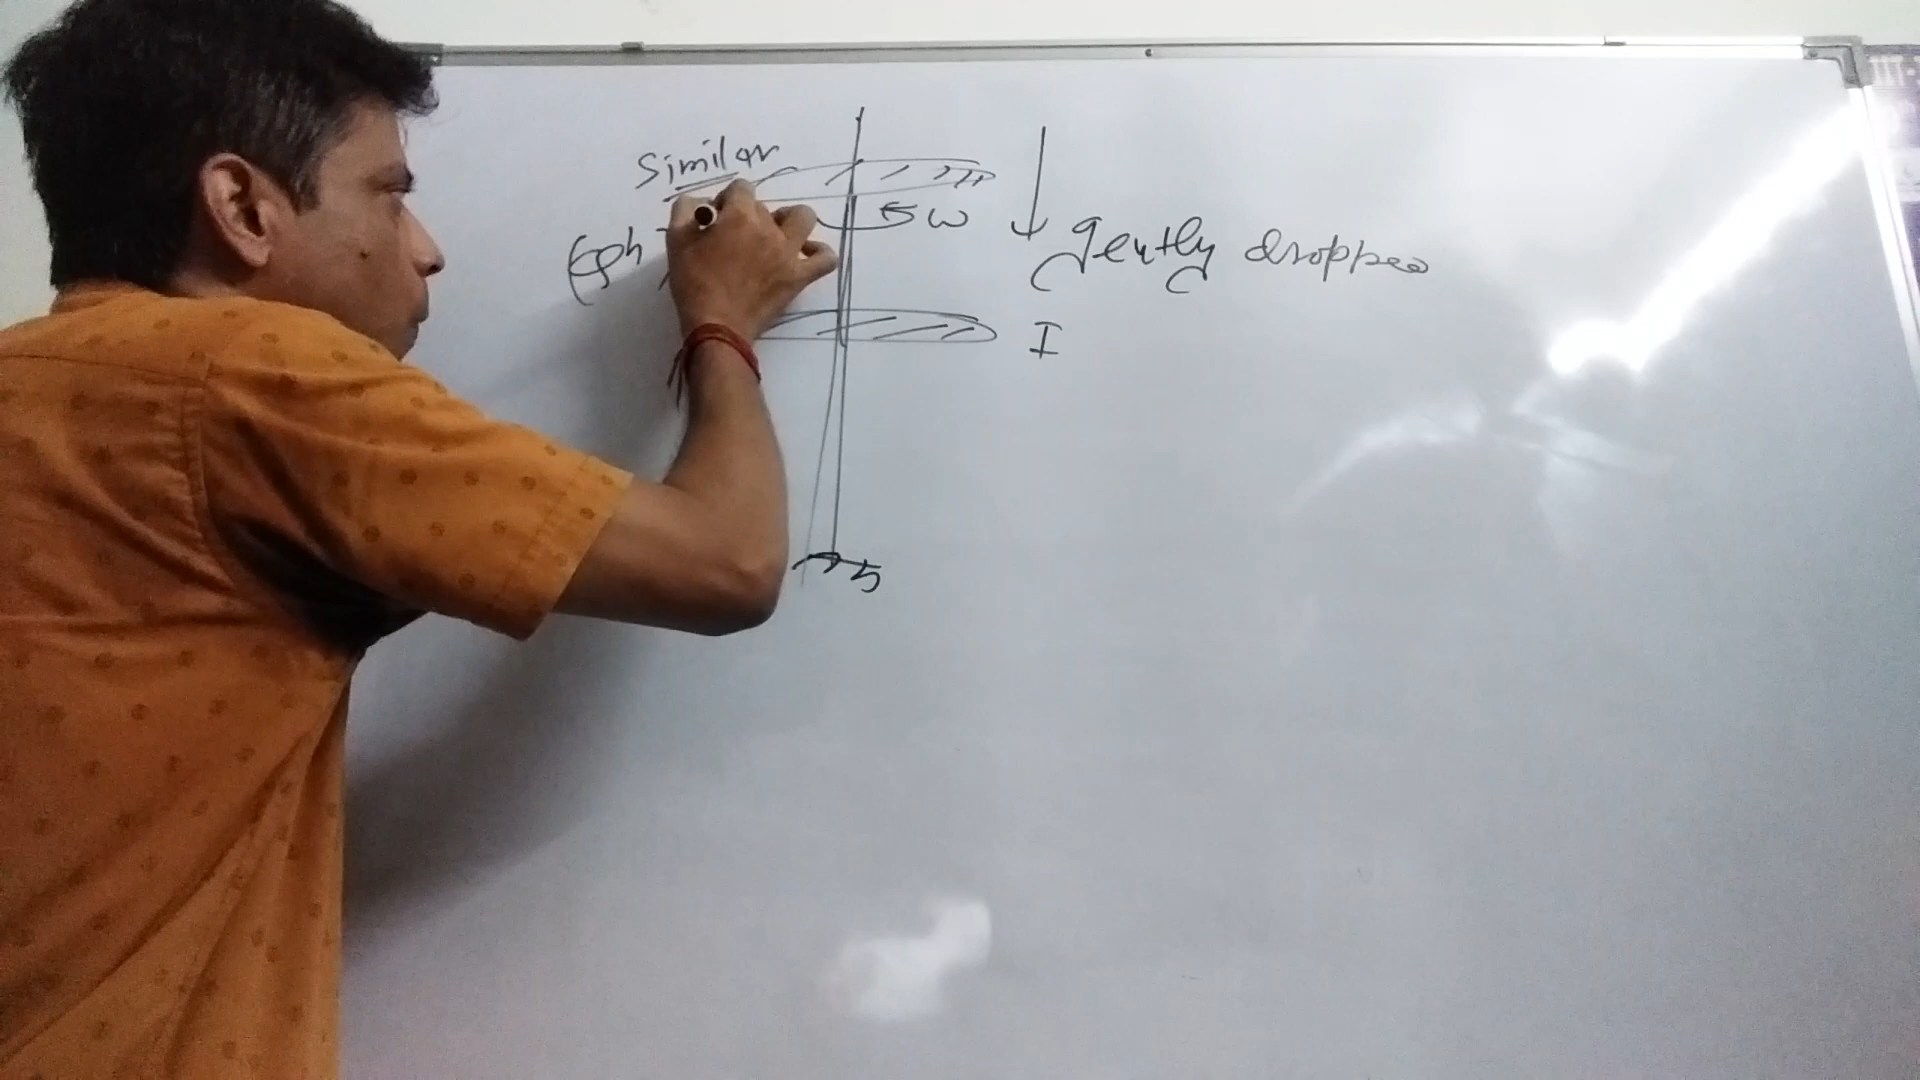 Similar
ω
gently dropped
I